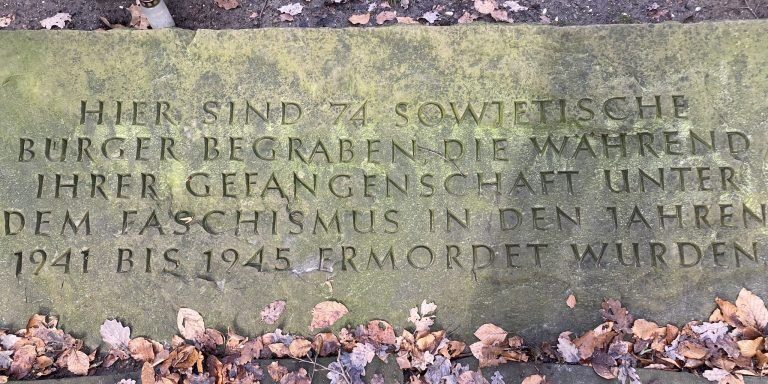 HIER SIND 74 SOWJETISCHE
BÜRGER BEGRABEN, DIE WÄHREND
IHRER GEFANGENSCHAFT UNTER
DEM FASCHISMUS IN DEN JAHREN
1941 BIS 1945 ERMORDET WURDEN